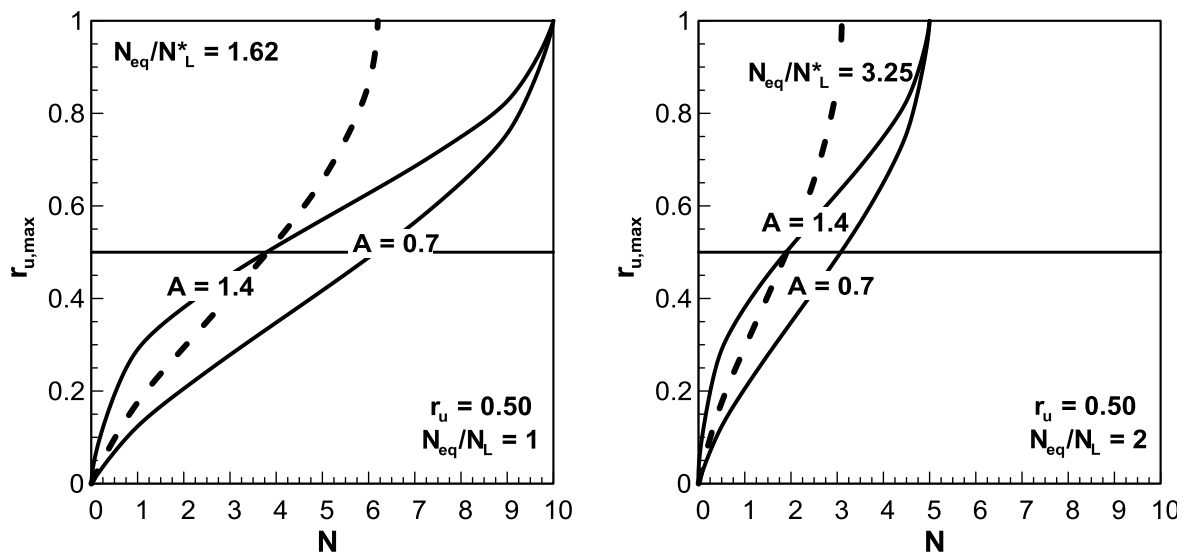 1
0.8
0.6
0.4
0.2
0
r_u,max
N_eq/N*_L = 1.62
A = 1.4
A = 0.7
r_u = 0.50
N_eq/N_L = 1
0 1 2 3 4 5 6 7 8 9 10
N
1
0.8
0.6
0.4
0.2
0
r_u,max
N_eq/N*_L = 3.25
A = 1.4
A = 0.7
r_u = 0.50
N_eq/N_L = 2
0 1 2 3 4 5 6 7 8 9 10
N